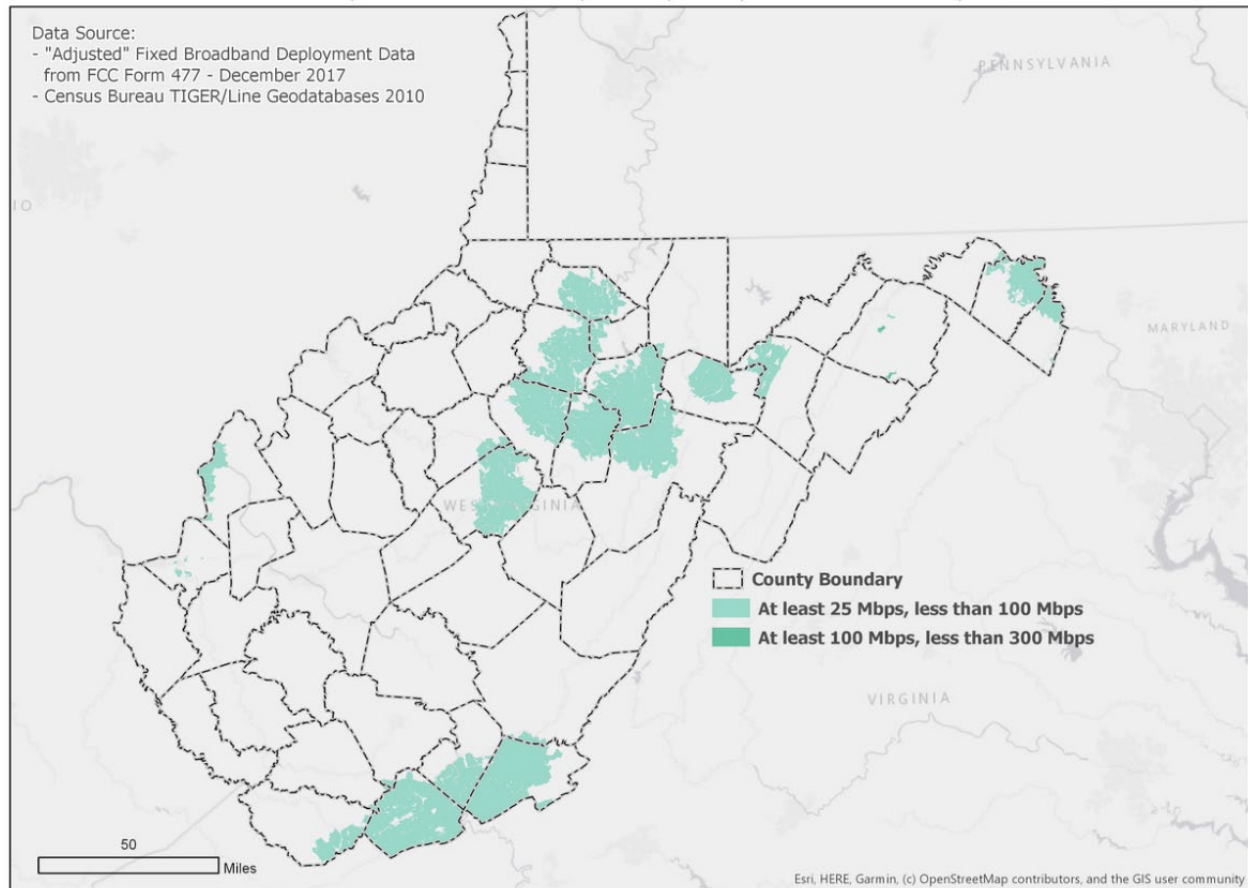 Data Source:
- "Adjusted" Fixed Broadband Deployment Data
from FCC Form 477 - December 2017
- Census Bureau TIGER/Line Geodatabases 2010
PENNSYLVANIA
IO
MARYLAND
WEST VIRGINIA
County Boundary
At least 25 Mbps, less than 100 Mbps
At least 100 Mbps, less than 300 Mbps
VIRGINIA
50
Miles
Esri, HERE, Garmin, (c) OpenStreetMap contributors, and the GIS user community